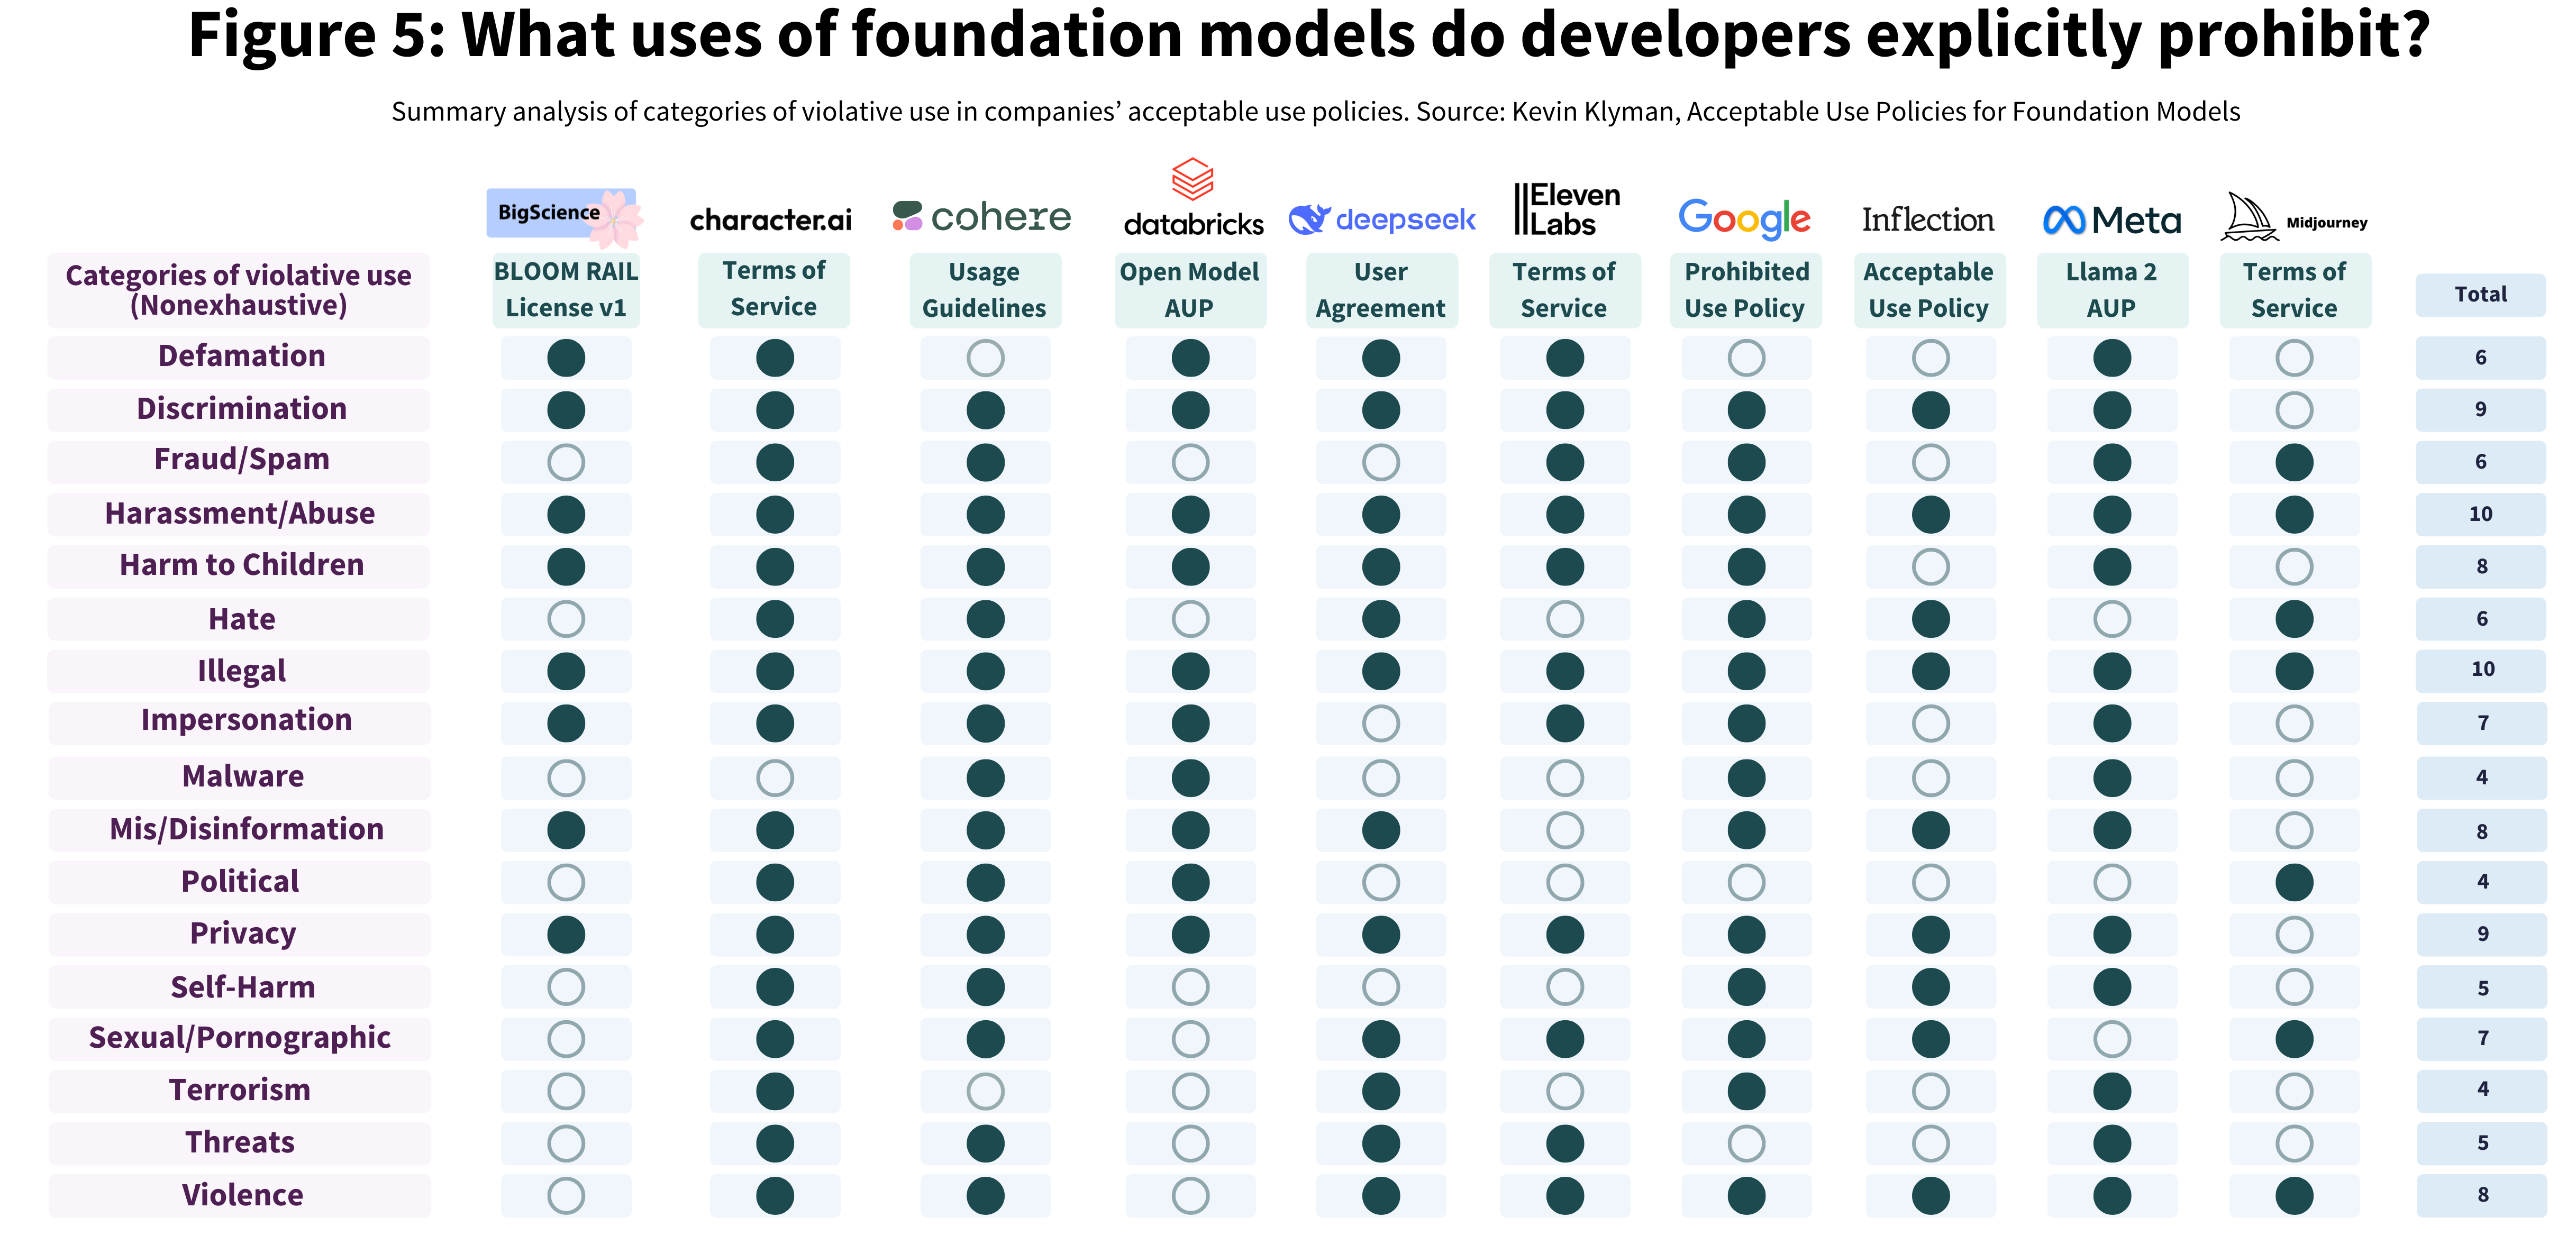 Figure 5: What uses of foundation models do developers explicitly prohibit?
Summary analysis of categories of violative use in companies’ acceptable use policies. Source: Kevin Klyman, Acceptable Use Policies for Foundation Models
BigScience
character.ai
cohere
databricks
deepseek
IIEleven
Labs
Google
Inflection
Meta
Midjourney
Categories of violative use
(Nonexhaustive)
BLOOM RAIL
License v1
Terms of
Service
Usage
Guidelines
Open Model
AUP
User
Agreement
Terms of
Service
Prohibited
Use Policy
Acceptable
Use Policy
Llama 2
AUP
Terms of
Service
Total
Defamation 6
Discrimination 9
Fraud/Spam 6
Harassment/Abuse 10
Harm to Children 8
Hate 6
Illegal 10
Impersonation 7
Malware 4
Mis/Disinformation 8
Political 4
Privacy 9
Self-Harm 5
Sexual/Pornographic 7
Terrorism 4
Threats 5
Violence 8